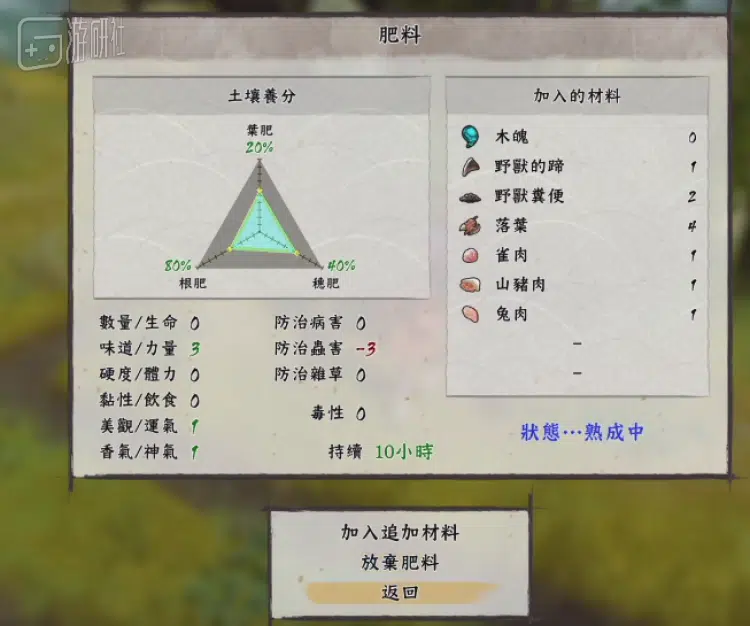 游研社
肥料
土壤養分
葉肥
20%
80%
根肥
40%
穗肥
數量/生命 0
味道/力量 3
硬度/體力 0
黏性/飲食 0
美觀/運氣 1
香氣/神氣 1
防治病害 0
防治蟲害 -3
防治雜草 0
毒性 0
持續 10小時
加入的材料
木魄 0
野獸的蹄 1
野獸糞便 2
落葉 4
雀肉 1
山豬肉 1
兔肉 1
–
–
狀態…熟成中
加入追加材料
放棄肥料
返回